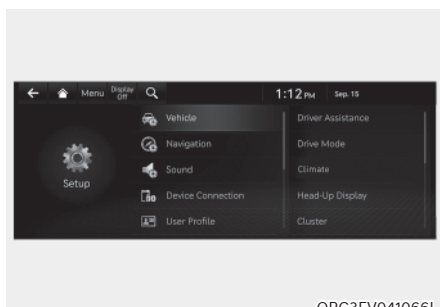 Menu Display Off 1:12 PM Sep. 15
Vehicle Driver Assistance
Navigation Drive Mode
Setup Sound Climate
Device Connection Head-Up Display
User Profile Cluster